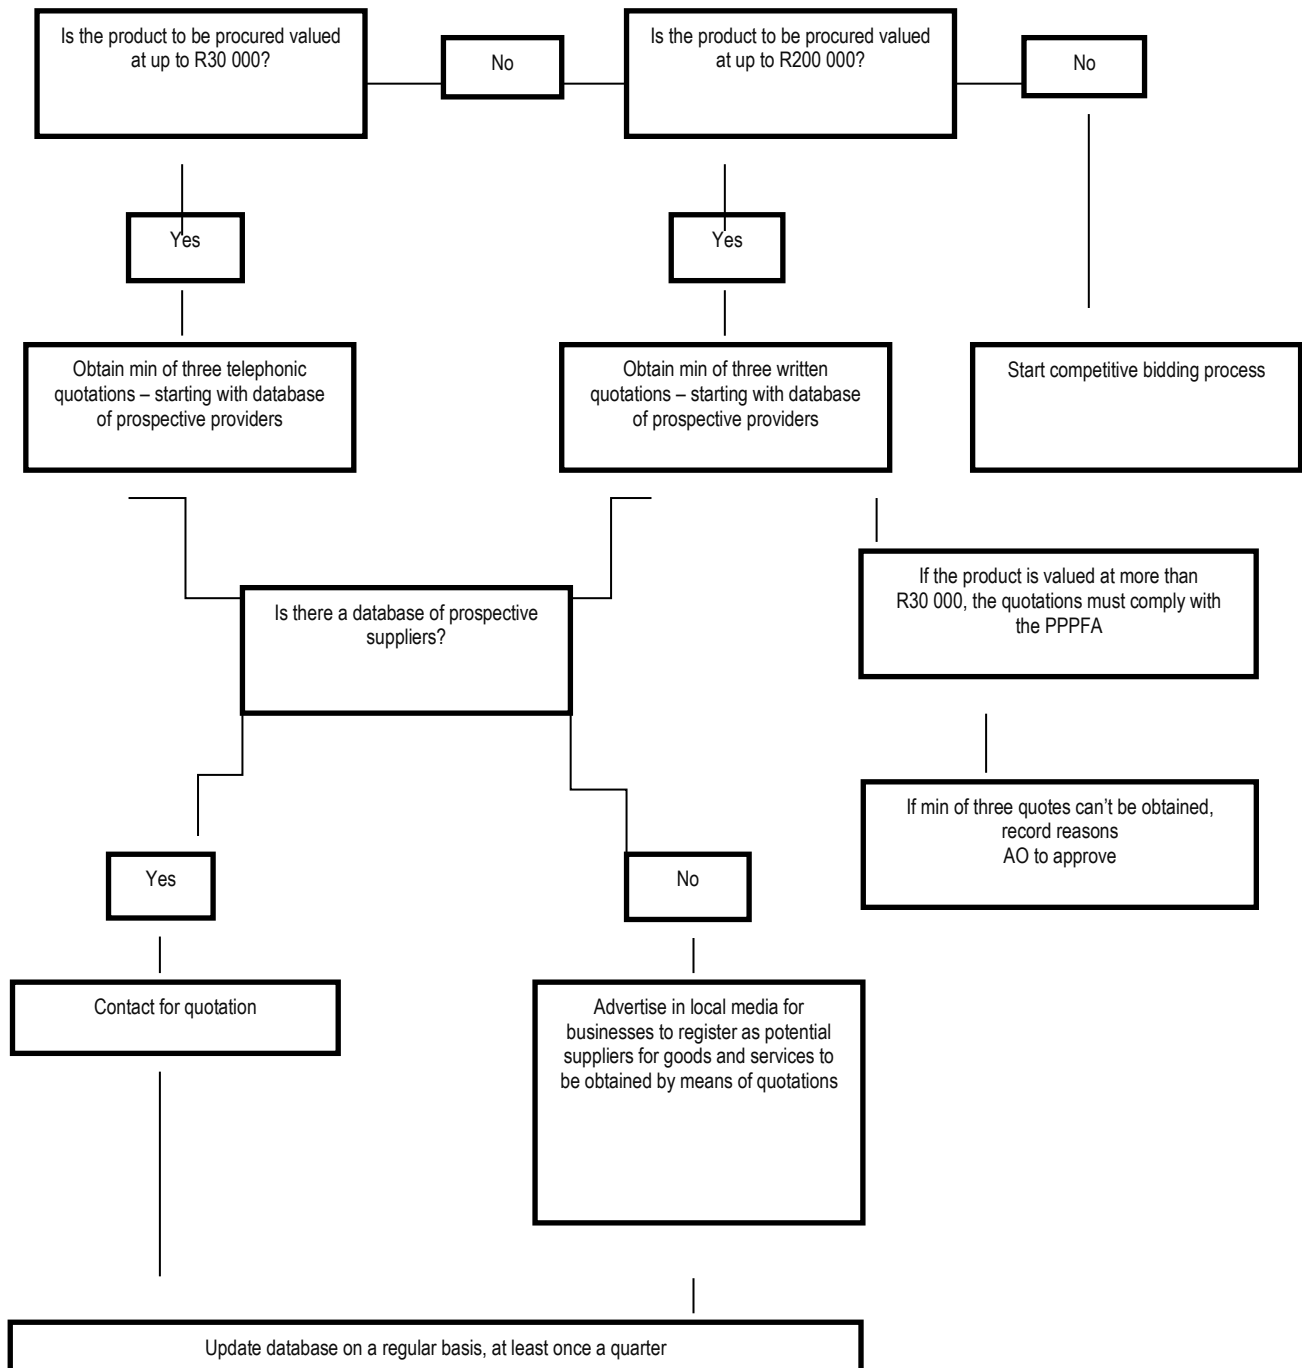 Is the product to be procured valued
at up to R30 000?
No
Is the product to be procured valued
at up to R200 000?
No
Yes
Yes
Obtain min of three telephonic
quotations – starting with database
of prospective providers
Obtain min of three written
quotations – starting with database
of prospective providers
Start competitive bidding process
If the product is valued at more than
R30 000, the quotations must comply with
the PPPFA
Is there a database of prospective
suppliers?
If min of three quotes can’t be obtained,
record reasons
AO to approve
Yes
No
Contact for quotation
Advertise in local media for
businesses to register as potential
suppliers for goods and services to
be obtained by means of quotations
Update database on a regular basis, at least once a quarter